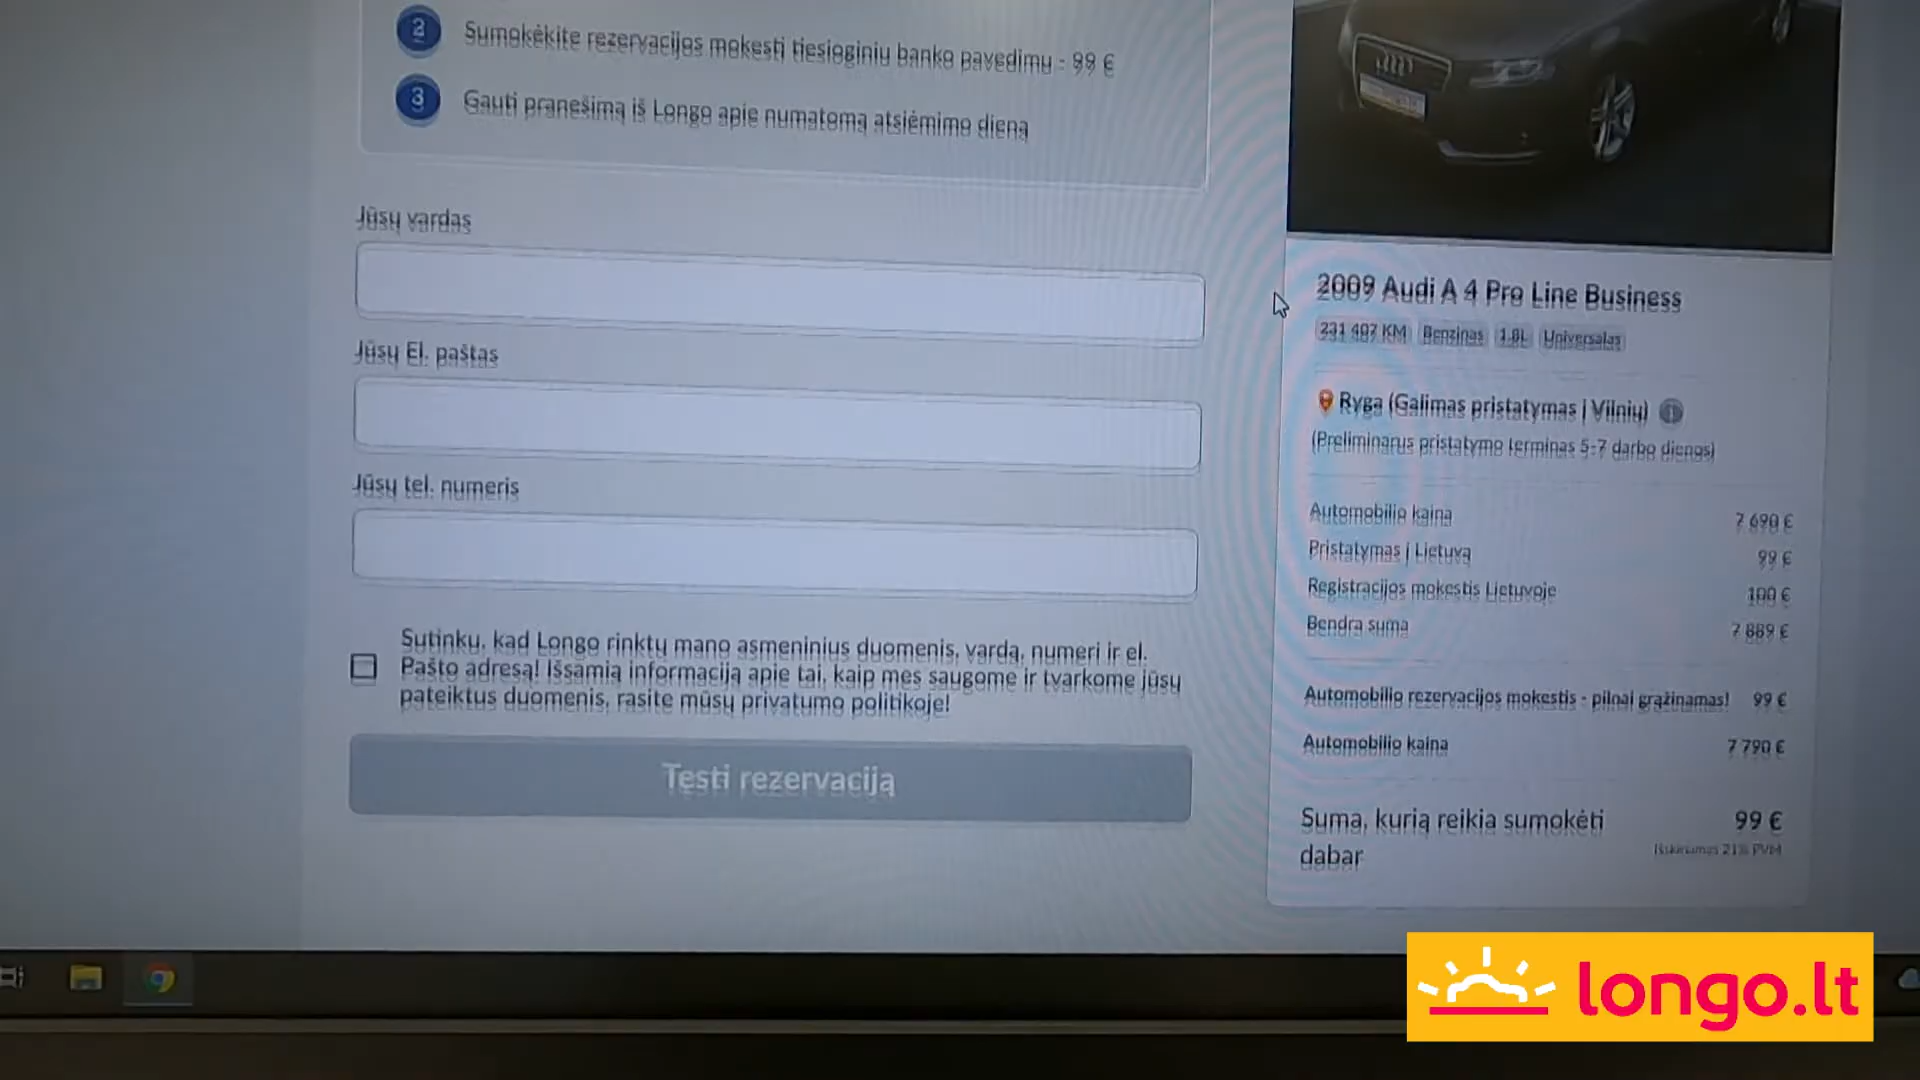 2 Sumokėkite rezervacijos mokestį tiesioginiu banko pavedimu - 99 €
3 Gauti pranešimą iš Longo apie numatomą atsiėmimo dieną
Jūsų vardas
Jūsų El. paštas
Jūsų tel. numeris
Sutinku, kad Longo rinktų mano asmeninius duomenis, vardą, numerį ir el.
Pašto adresą! Išsamią informaciją apie tai, kaip mes saugome ir tvarkome jūsų
pateiktus duomenis, rasite mūsų privatumo politikoje!
Tęsti rezervaciją
2009 Audi A 4 Pro Line Business
231 407 KM Benzinas 1.8L Universalas
Ryga (Galimas pristatymas į Vilnių)
(Preliminarus pristatymo terminas 5-7 darbo dienos)
Automobilio kaina 7 690 €
Pristatymas į Lietuvą 99 €
Registracijos mokestis Lietuvoje 100 €
Bendra suma 7 889 €
Automobilio rezervacijos mokestis - pilnai grąžinamas! 99 €
Automobilio kaina 7 790 €
Suma, kurią reikia sumokėti 99 €
dabar
21% PVM
longo.lt